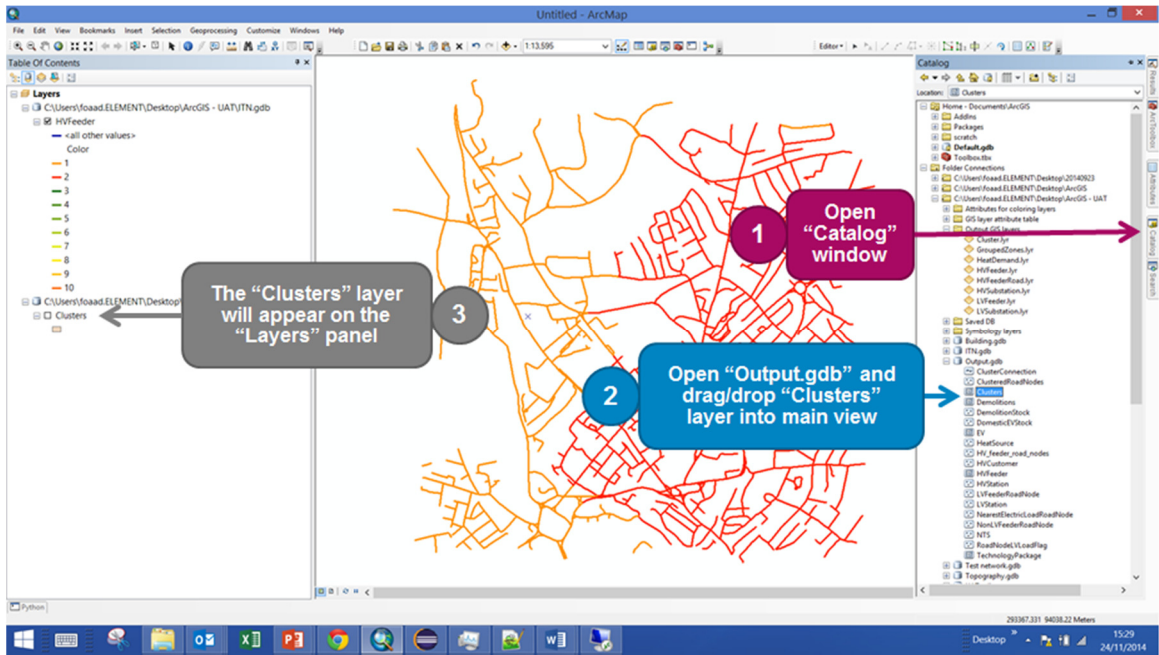 Untitled - ArcMap
File Edit View Bookmarks Insert Selection Geoprocessing Customize Windows Help
1:13,595
Editor
Table Of Contents
Layers
C:\Users\foaad.ELEMENT\Desktop\ArcGIS - UAT\ITN.gdb
HVFeeder
<all other values>
Color
1
2
3
4
5
6
7
8
9
10
C:\Users\foaad.ELEMENT\Desktop
Clusters
The “Clusters” layer
will appear on the
“Layers” panel
3
1
Open
“Catalog”
window
2
Open “Output.gdb” and
drag/drop “Clusters”
layer into main view
Catalog
Location: Clusters
Home - Documents\ArcGIS
AddIns
Packages
scratch
Default.gdb
Toolbox.tbx
Folder Connections
C:\Users\foaad.ELEMENT\Desktop\20140923
C:\Users\foaad.ELEMENT\Desktop\ArcGIS
C:\Users\foaad.ELEMENT\Desktop\ArcGIS - UAT
Attributes for coloring layers
GIS layer attribute table
Output GIS layers
Cluster.lyr
GroupedZones.lyr
HeatDemand.lyr
HVFeeder.lyr
HVFeederRoad.lyr
HVSubstation.lyr
LVFeeder.lyr
LVSubstation.lyr
Saved DB
Symbology layers
Building.gdb
ITN.gdb
Output.gdb
ClusterConnection
ClusteredRoadNodes
Clusters
Demolitions
DemolitionStock
DomesticEVStock
EV
HeatSource
HV_feeder_road_nodes
HVCustomer
HVFeeder
HVStation
LVFeederRoadNode
LVStation
NearestElectricLoadRoadNode
NonLVFeederRoadNode
NTS
RoadNodeLVLoadFlag
TechnologyPackage
Test network.gdb
Topography.gdb
Results
ArcToolbox
Attributes
Catalog
Search
Python
293367.331 94038.22 Meters
Desktop
15:29
24/11/2014